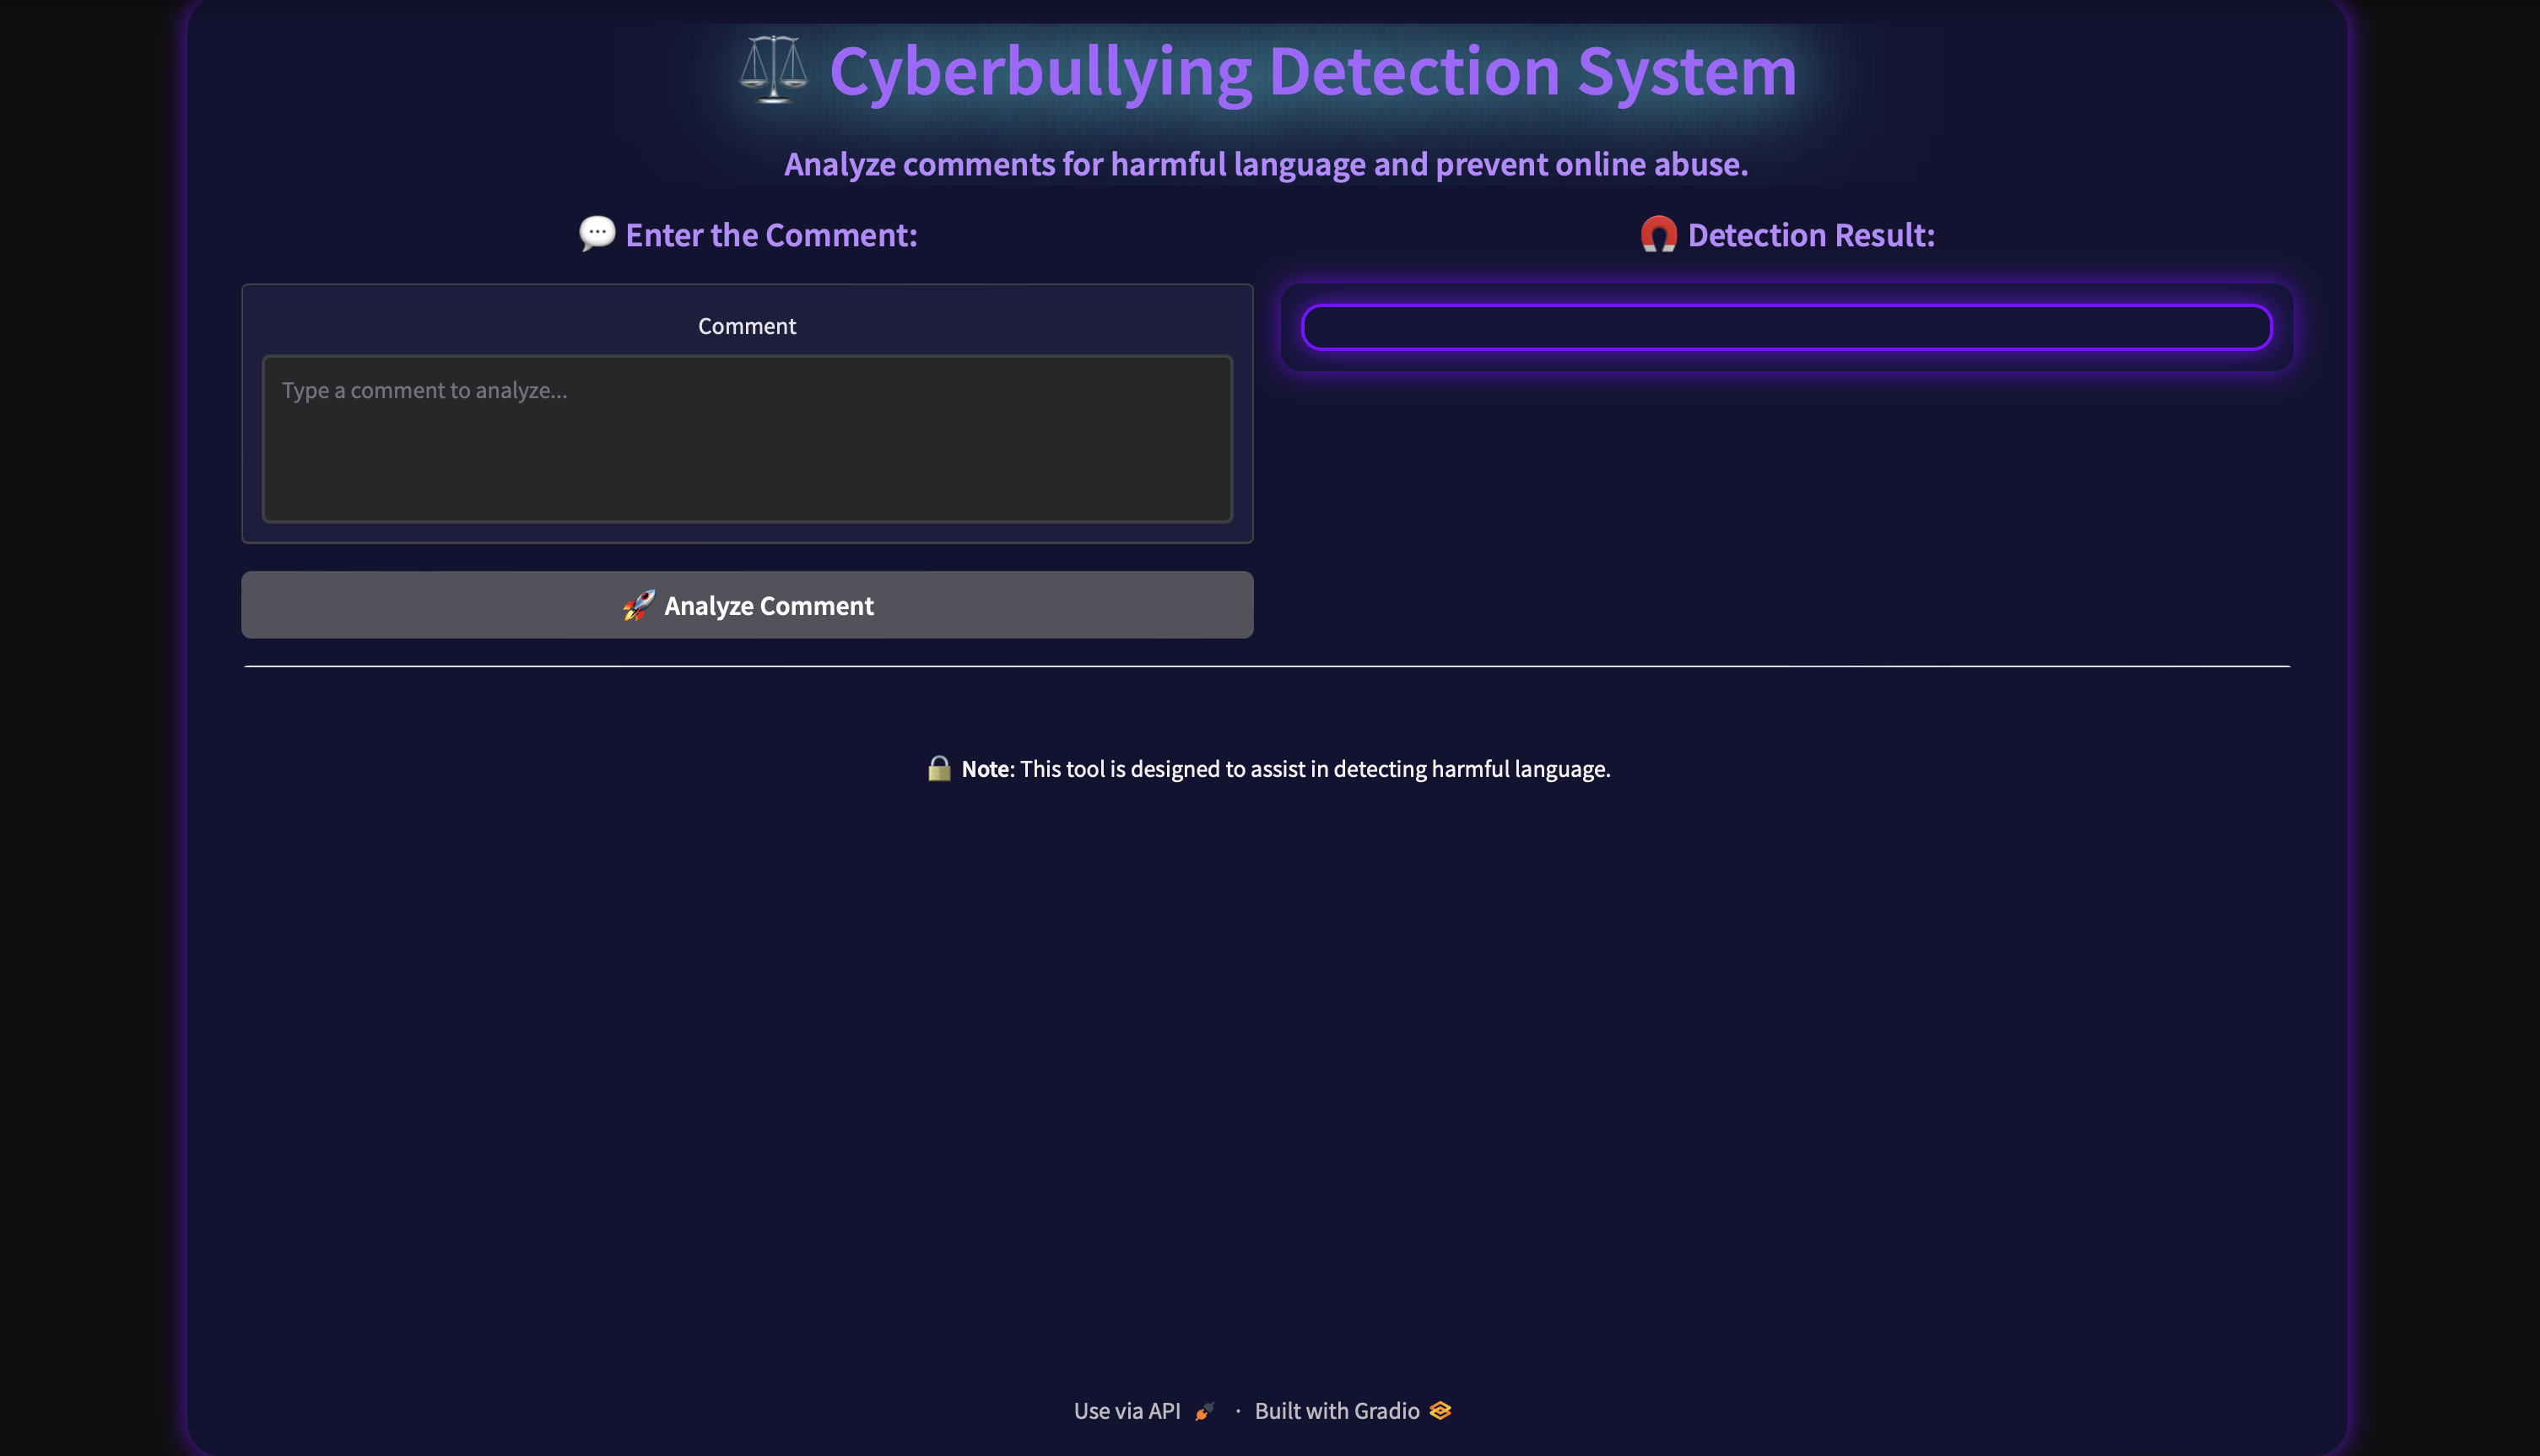 Cyberbullying Detection System
Analyze comments for harmful language and prevent online abuse.
Enter the Comment:
Comment
Type a comment to analyze...
Analyze Comment
Detection Result:
Note: This tool is designed to assist in detecting harmful language.
Use via API · Built with Gradio